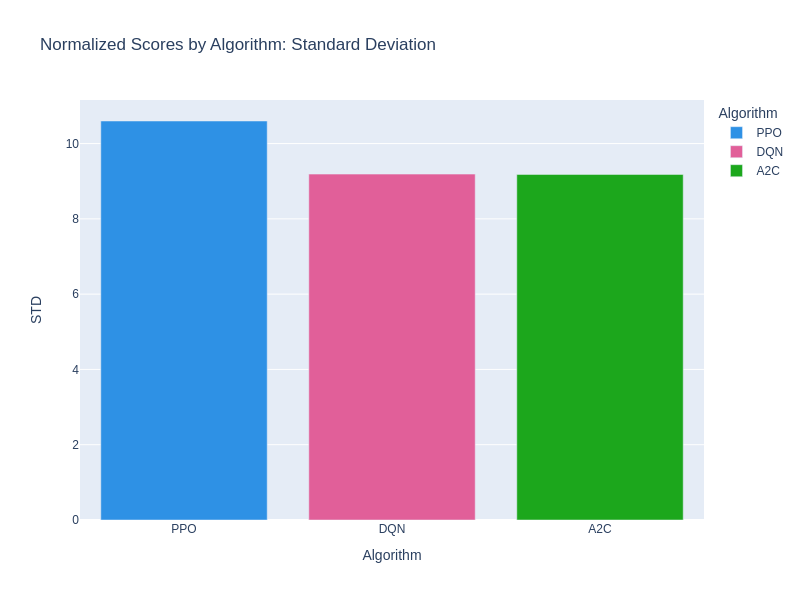 Normalized Scores by Algorithm: Standard Deviation
Algorithm
PPO
DQN
A2C
10
8
6
4
2
0
STD
PPO
DQN
A2C
Algorithm